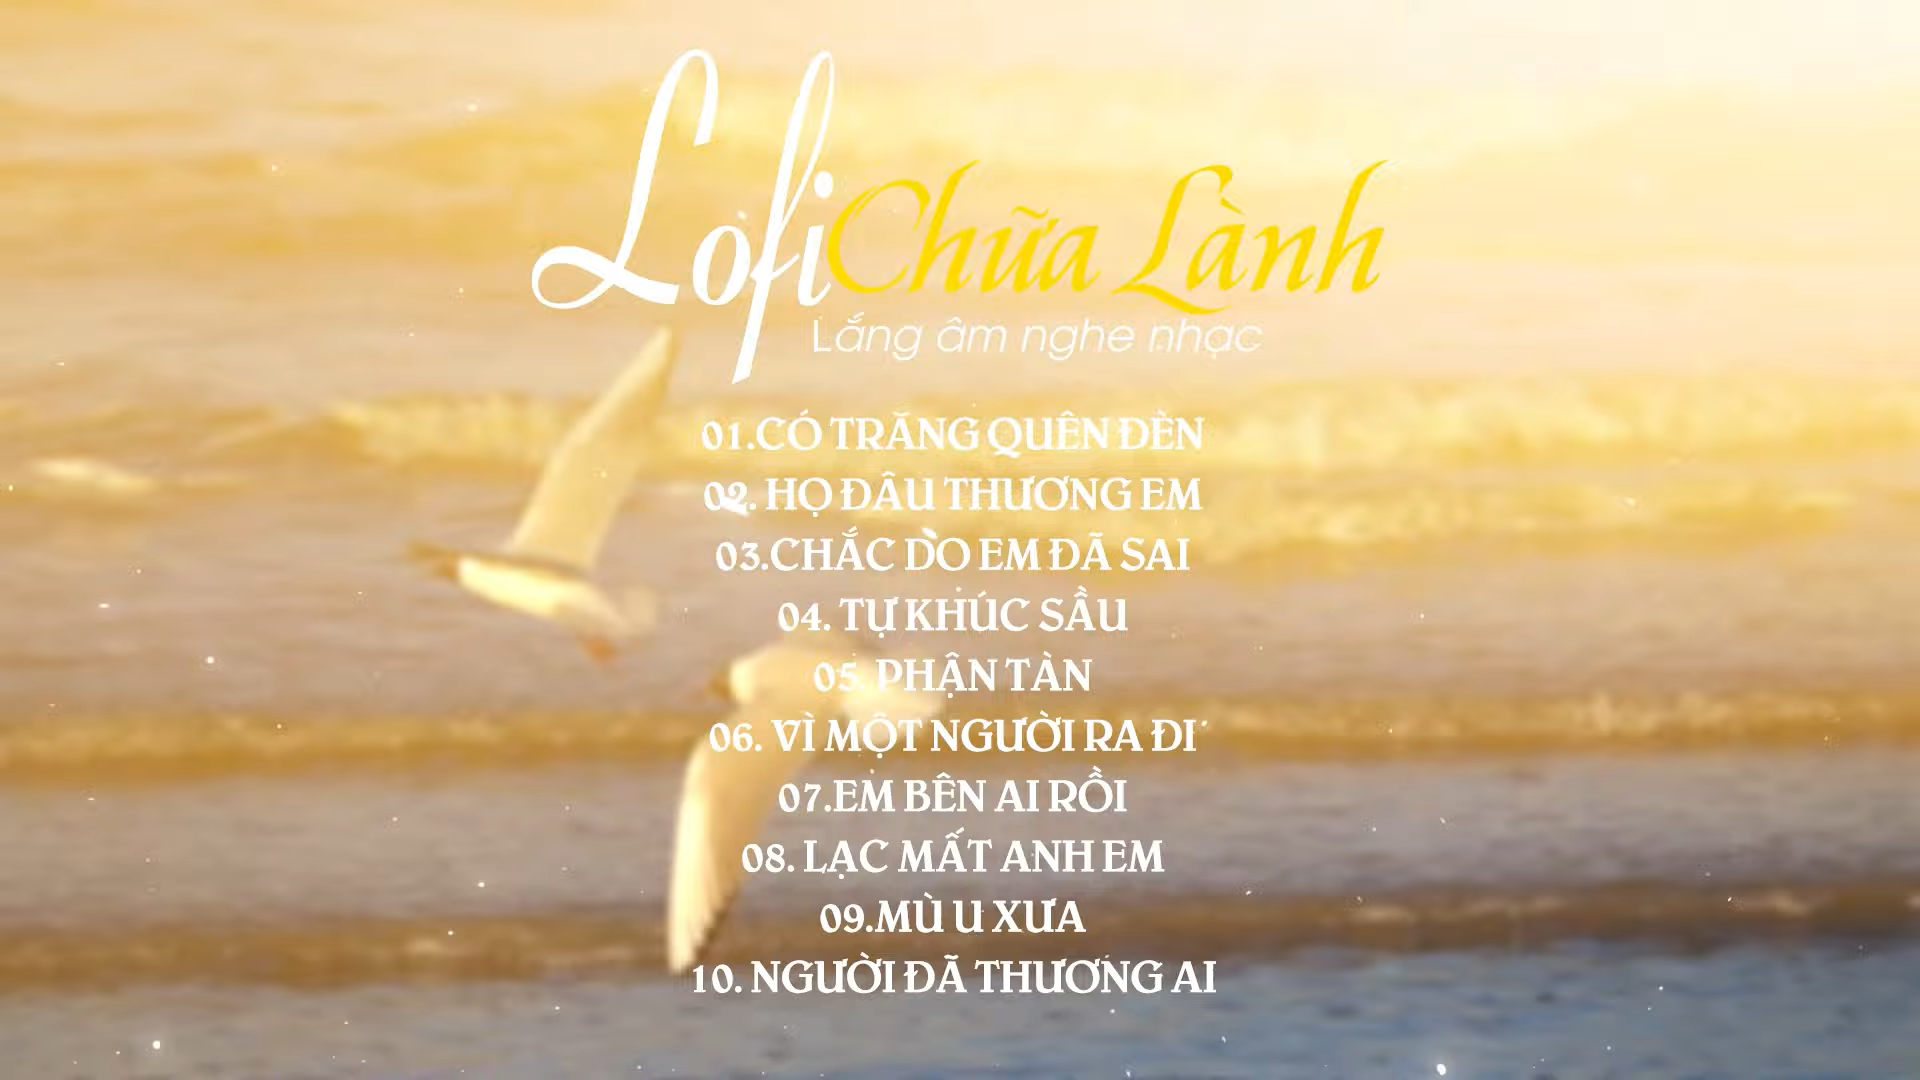 Lofi Chữa Lành
Lắng âm nghe nhạc
01.CÓ TRĂNG QUÊN ĐÈN
02. HỌ ĐÂU THƯƠNG EM
03.CHẮC DO EM ĐÃ SAI
04. TỰ KHÚC SẦU
05. PHẬN TÀN
06. VÌ MỘT NGƯỜI RA ĐI
07.EM BÊN AI RỒI
08. LẠC MẤT ANH EM
09.MÙ U XƯA
10. NGƯỜI ĐÃ THƯƠNG AI